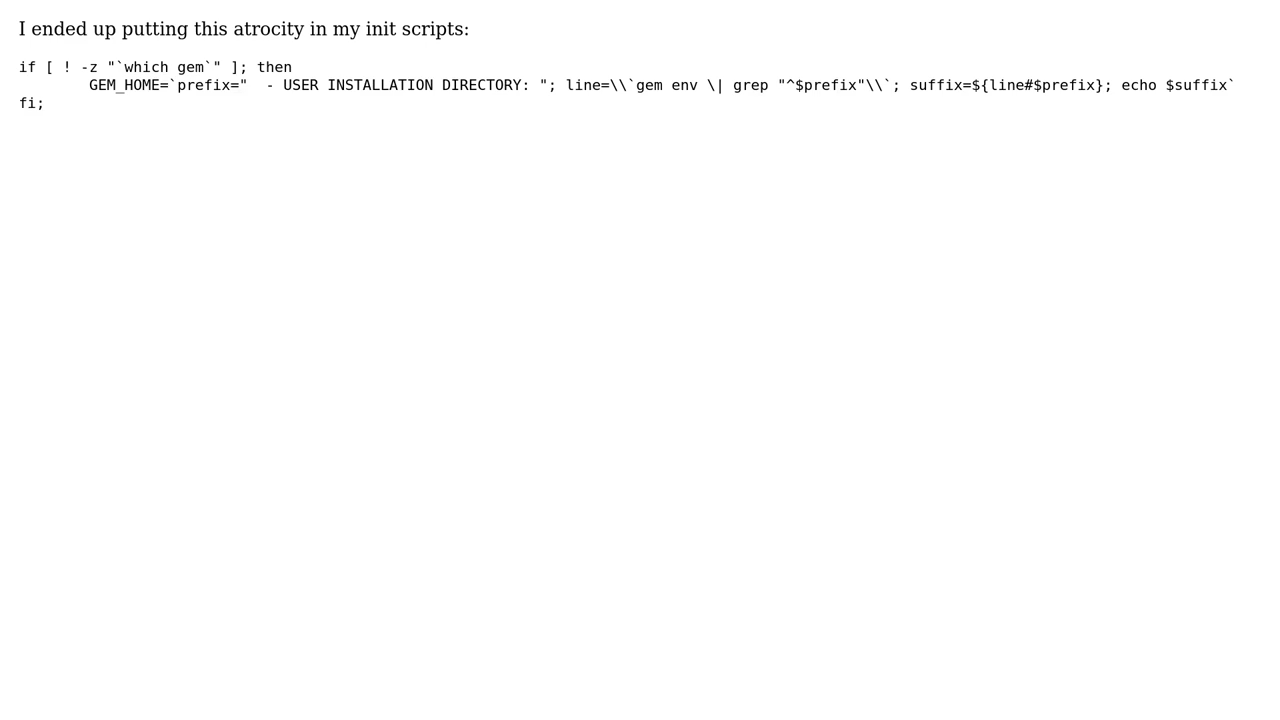 I ended up putting this atrocity in my init scripts:
if [ ! -z "`which gem`" ]; then
        GEM_HOME=`prefix="  - USER INSTALLATION DIRECTORY: "; line=\\`gem env \| grep "^$prefix"\\`; suffix=${line#$prefix}; echo $suffix`
fi;